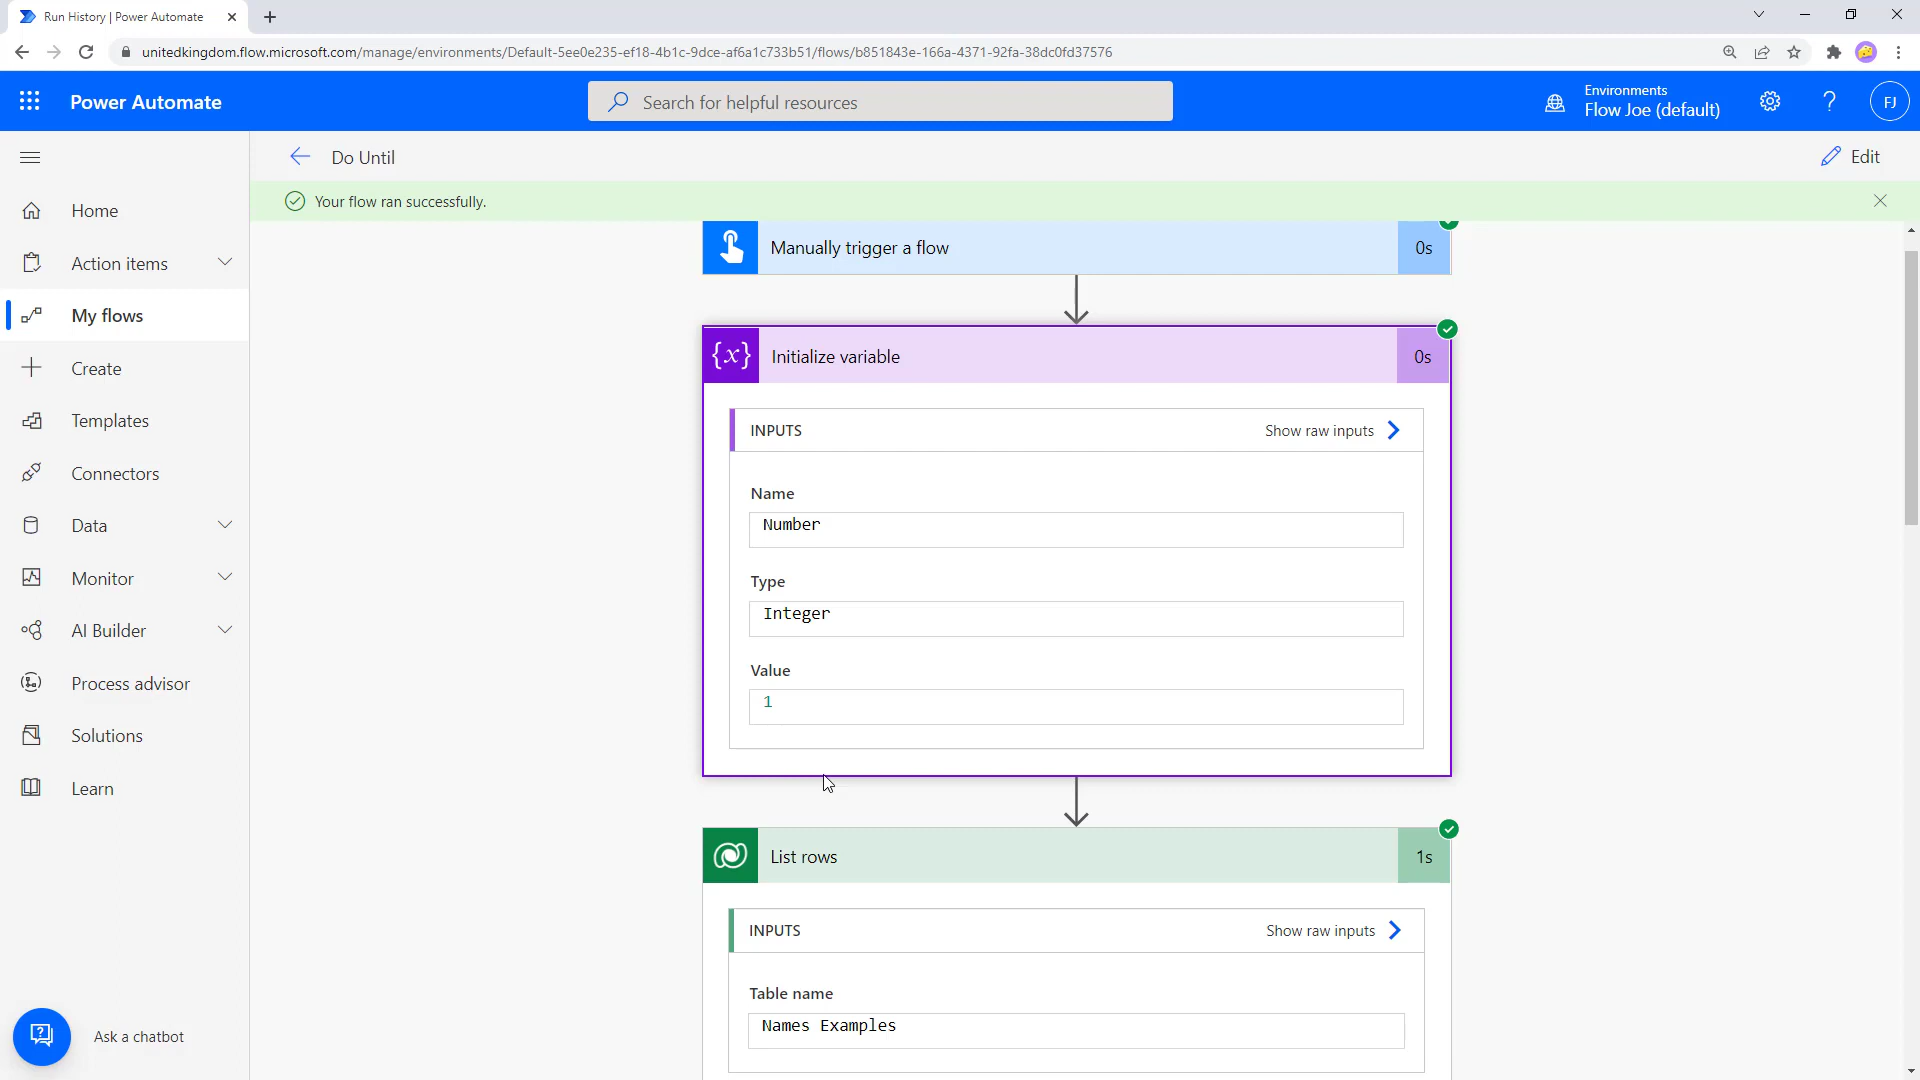 Run History | Power Automate
unitedkingdom.flow.microsoft.com/manage/environments/Default-5ee0e235-ef18-4b1c-9dce-af6a1c733b51/flows/b851843e-166a-4371-92fa-38dc0fd37576
Power Automate
Search for helpful resources
Environments
Flow Joe (default)
?
FJ
Do Until
Edit
Your flow ran successfully.
Home
Action items
My flows
Create
Templates
Connectors
Data
Monitor
AI Builder
Process advisor
Solutions
Learn
Ask a chatbot
Manually trigger a flow
0s
{x}
Initialize variable
0s
INPUTS
Show raw inputs
Name
Number
Type
Integer
Value
1
List rows
1s
INPUTS
Show raw inputs
Table name
Names Examples